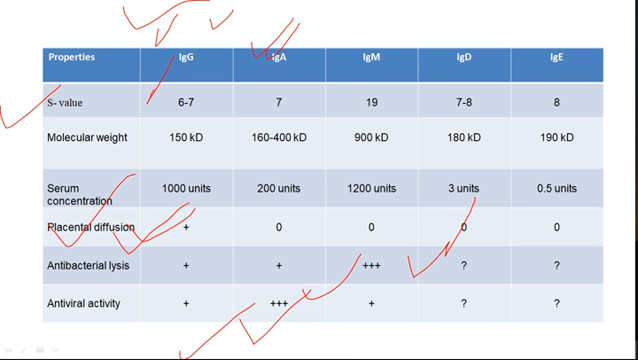 Properties IgG IgA IgM IgD IgE
S- value 6-7 7 19 7-8 8
Molecular weight 150 kD 160-400 kD 900 kD 180 kD 190 kD
Serum concentration 1000 units 200 units 1200 units 3 units 0.5 units
Placental diffusion + 0 0 0 0
Antibacterial lysis + + +++ ? ?
Antiviral activity + +++ + ? ?